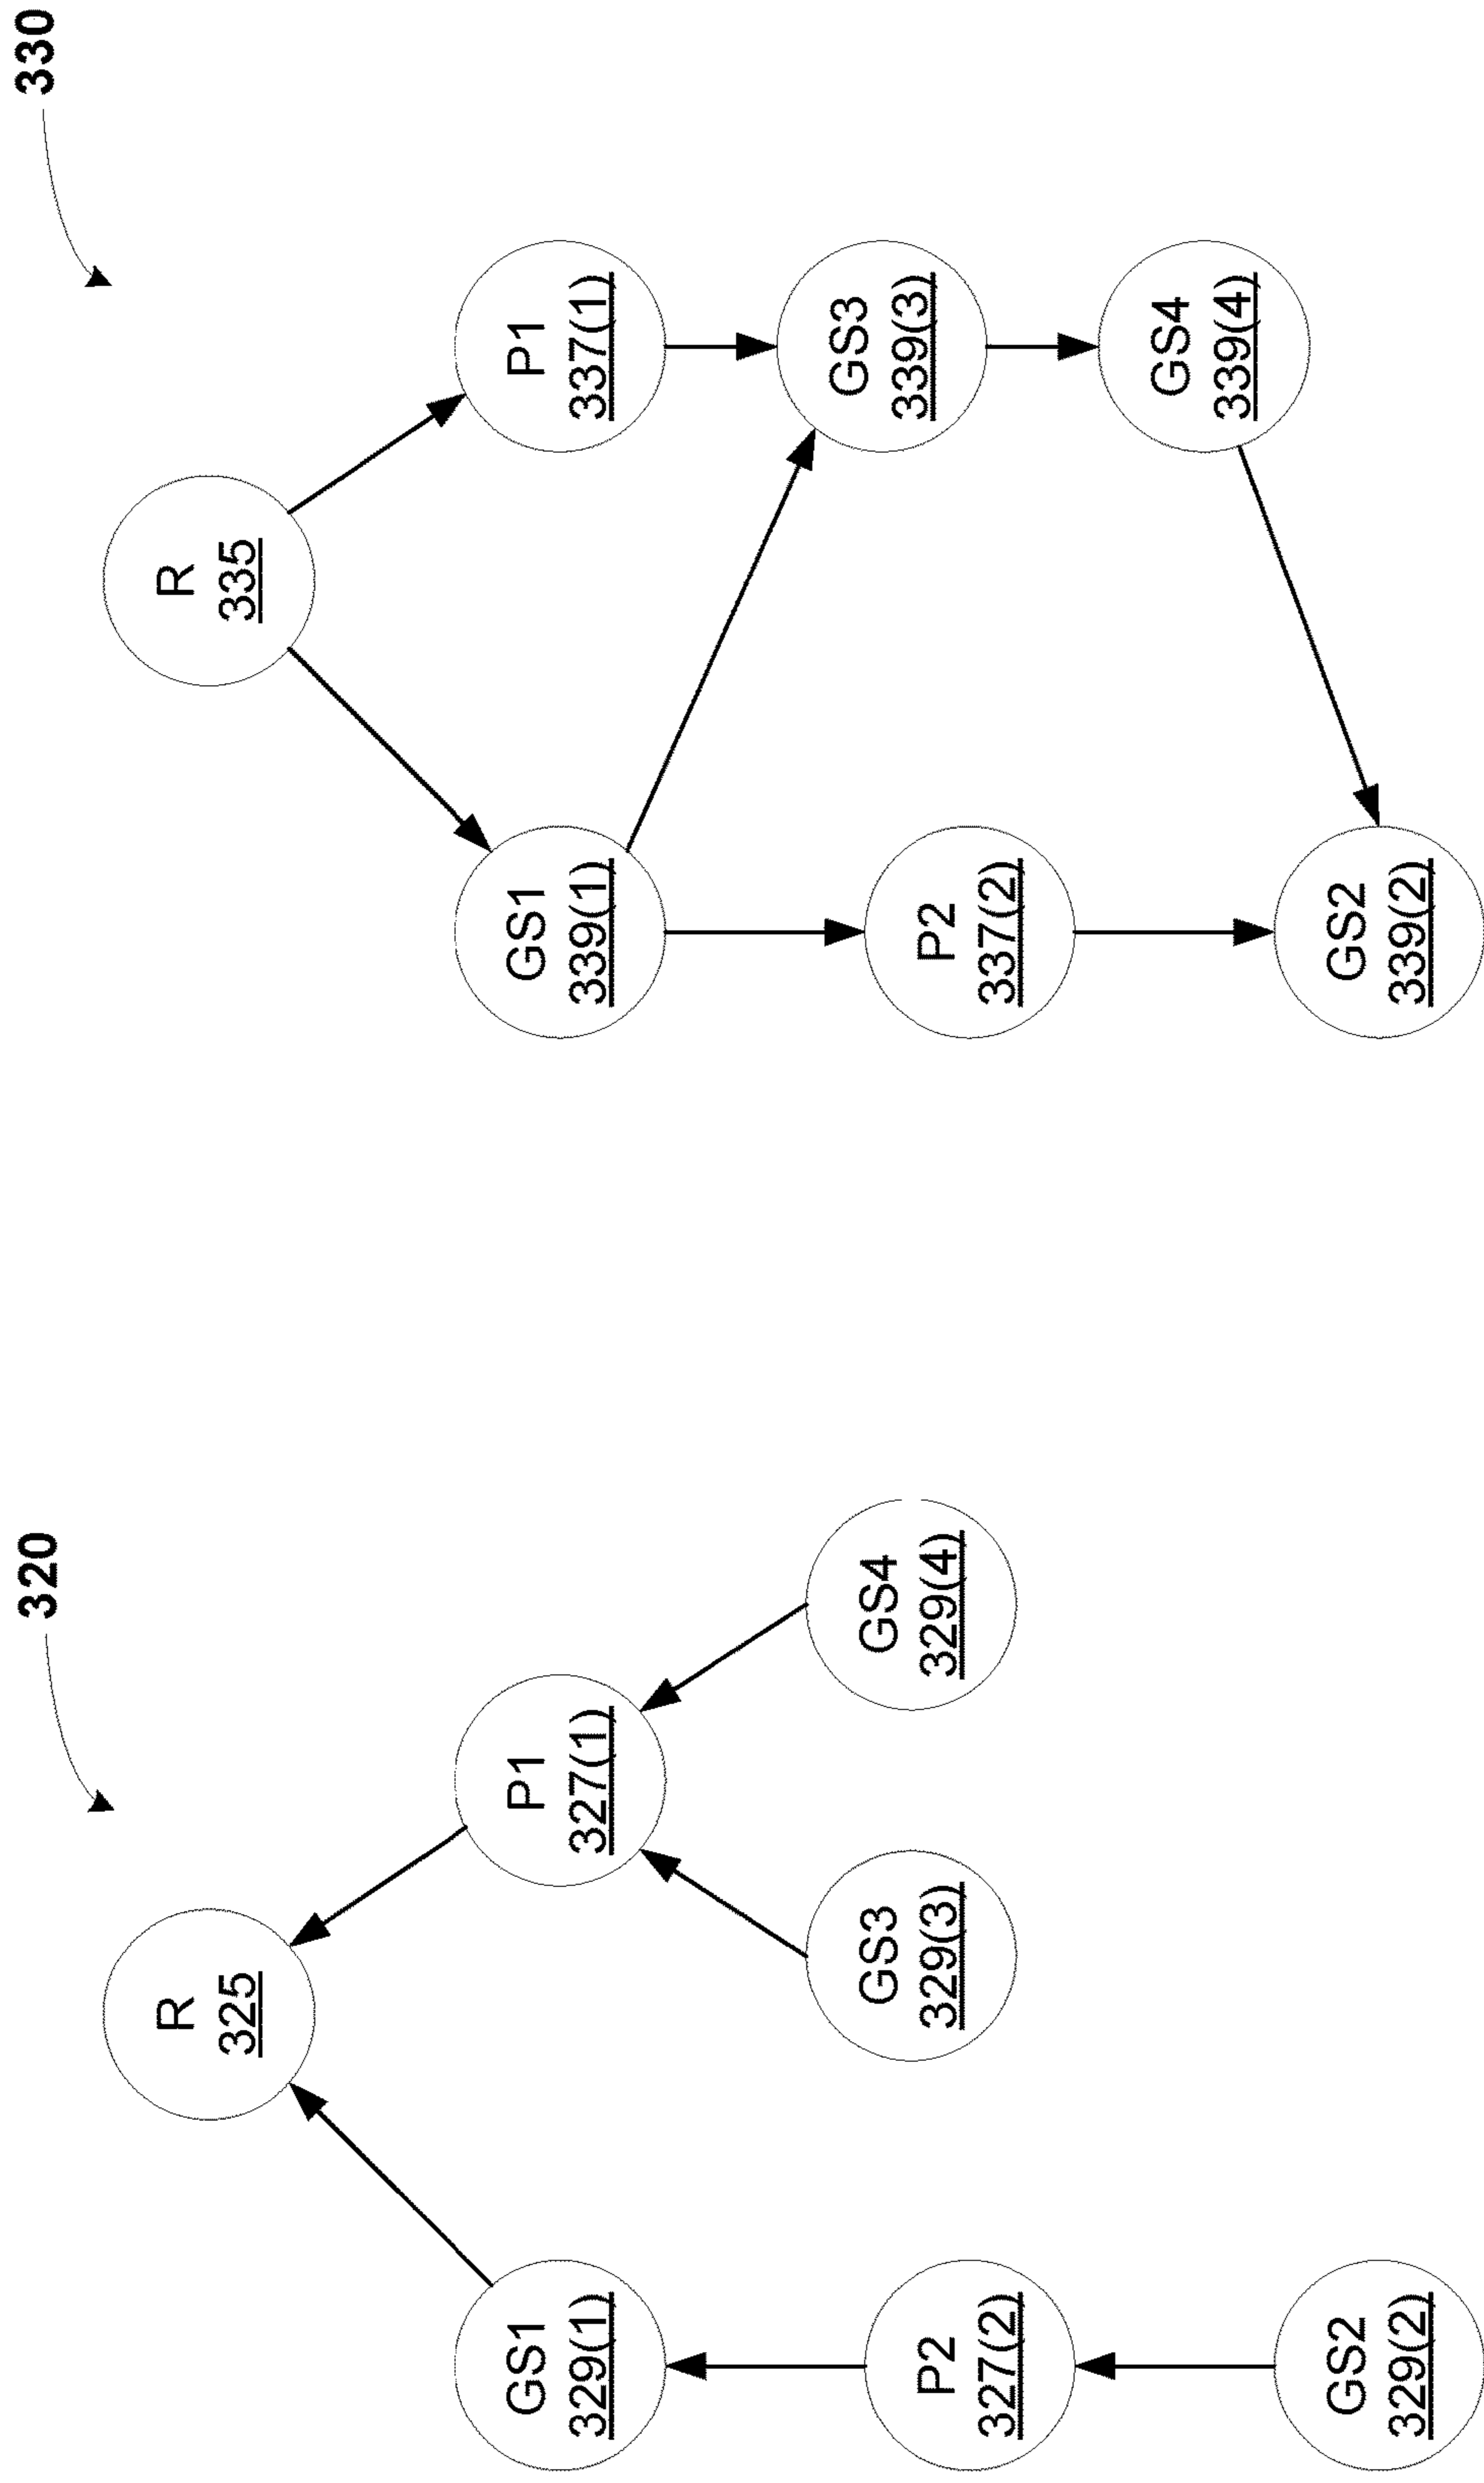 320
R
325
GS1
329(1)
P1
327(1)
P2
327(2)
GS3
329(3)
GS4
329(4)
GS2
329(2)
330
R
335
GS1
339(1)
P1
337(1)
P2
337(2)
GS3
339(3)
GS4
339(4)
GS2
339(2)